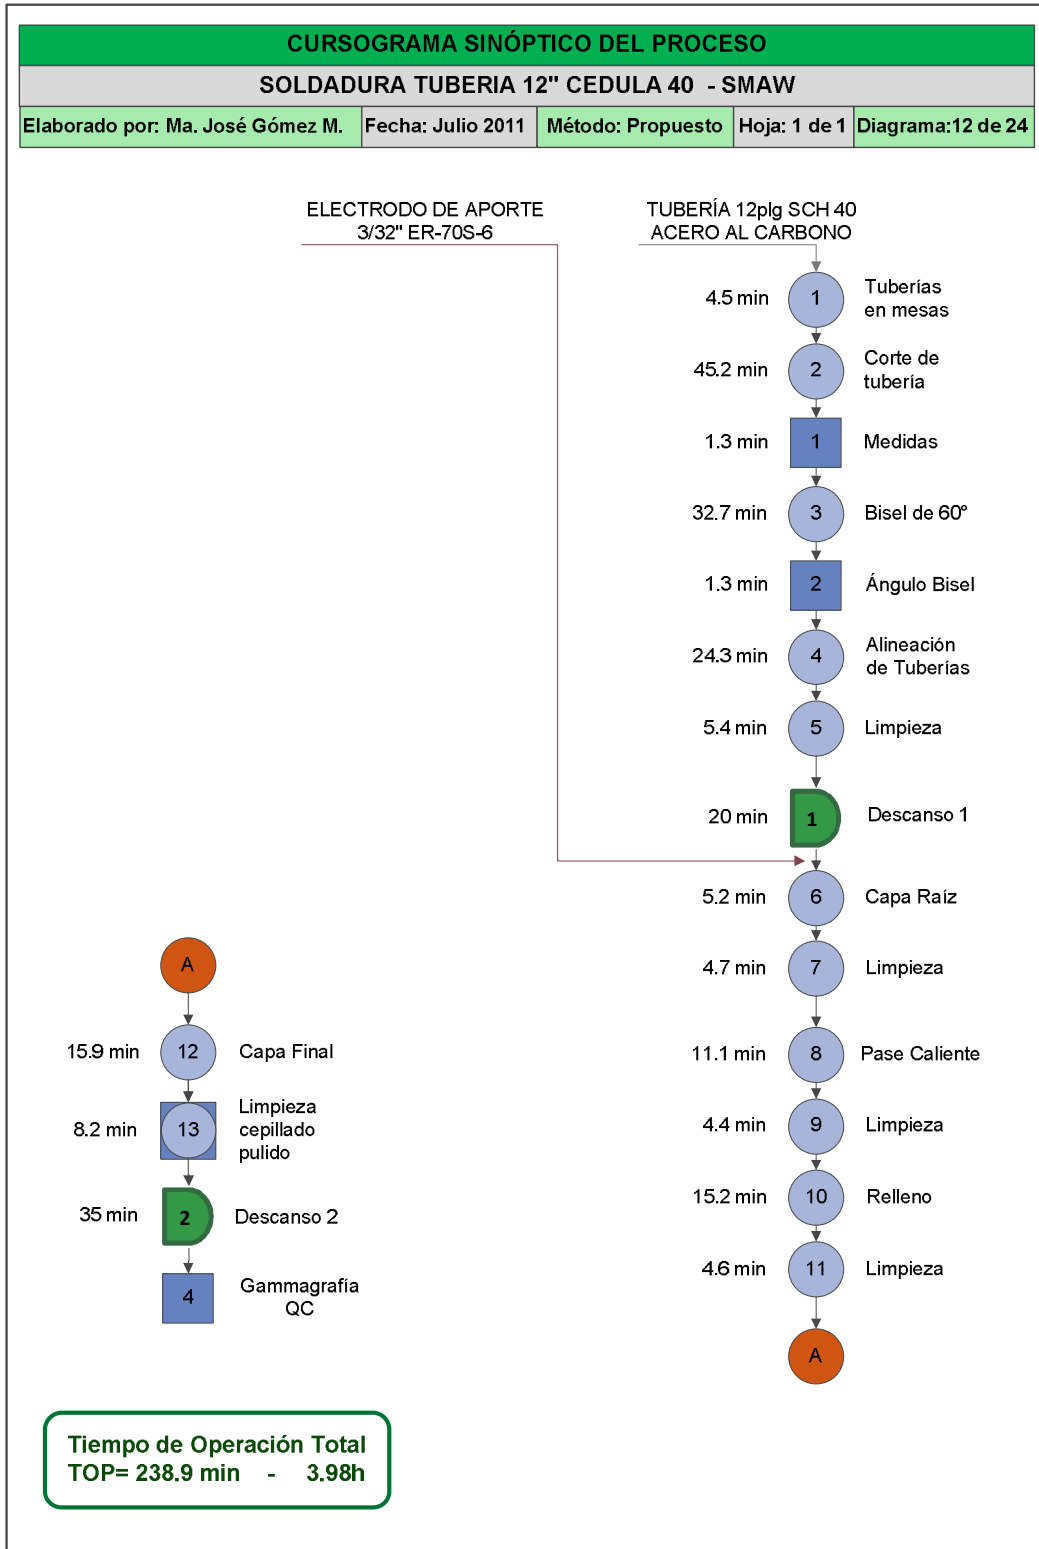 CURSOGRAMA SINÓPTICO DEL PROCESO
SOLDADURA TUBERIA 12" CEDULA 40 - SMAW
Elaborado por: Ma. José Gómez M. Fecha: Julio 2011 Método: Propuesto Hoja: 1 de 1 Diagrama:12 de 24
ELECTRODO DE APORTE
3/32" ER-70S-6
TUBERÍA 12plg SCH 40
ACERO AL CARBONO
4.5 min 1 Tuberías
en mesas
45.2 min 2 Corte de
tubería
1.3 min 1 Medidas
32.7 min 3 Bisel de 60º
1.3 min 2 Ángulo Bisel
24.3 min 4 Alineación
de Tuberías
5.4 min 5 Limpieza
20 min 1 Descanso 1
5.2 min 6 Capa Raíz
4.7 min 7 Limpieza
11.1 min 8 Pase Caliente
4.4 min 9 Limpieza
15.2 min 10 Relleno
4.6 min 11 Limpieza
A
A
15.9 min 12 Capa Final
8.2 min 13 Limpieza
cepillado
pulido
35 min 2 Descanso 2
4 Gammagrafía
QC
Tiempo de Operación Total
TOP= 238.9 min - 3.98h